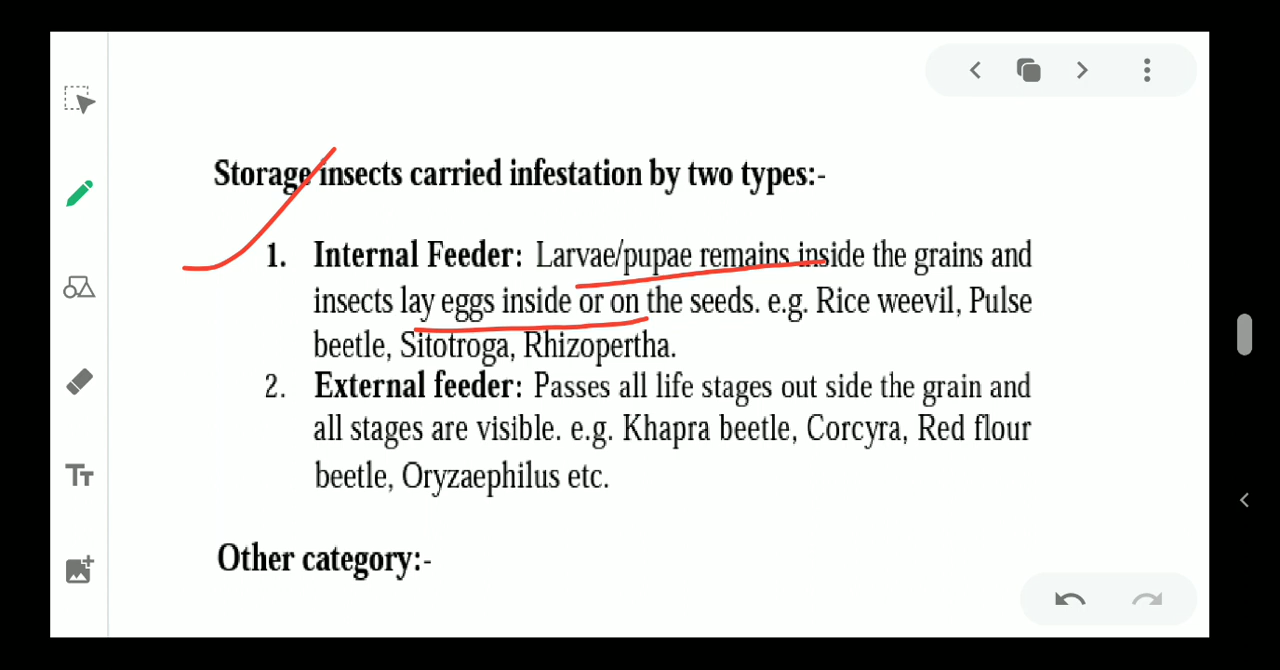 Storage insects carried infestation by two types:-
1. Internal Feeder: Larvae/pupae remains inside the grains and
insects lay eggs inside or on the seeds. e.g. Rice weevil, Pulse
beetle, Sitotroga, Rhizopertha.
2. External feeder: Passes all life stages out side the grain and
all stages are visible. e.g. Khapra beetle, Corcyra, Red flour
beetle, Oryzaephilus etc.
Other category:-
TT